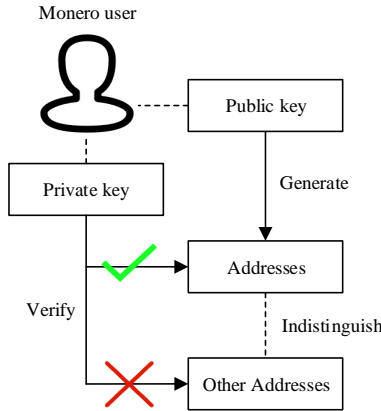 Monero user
Public key
Private key
Generate
Addresses
Verify
Indistinguish
Other Addresses